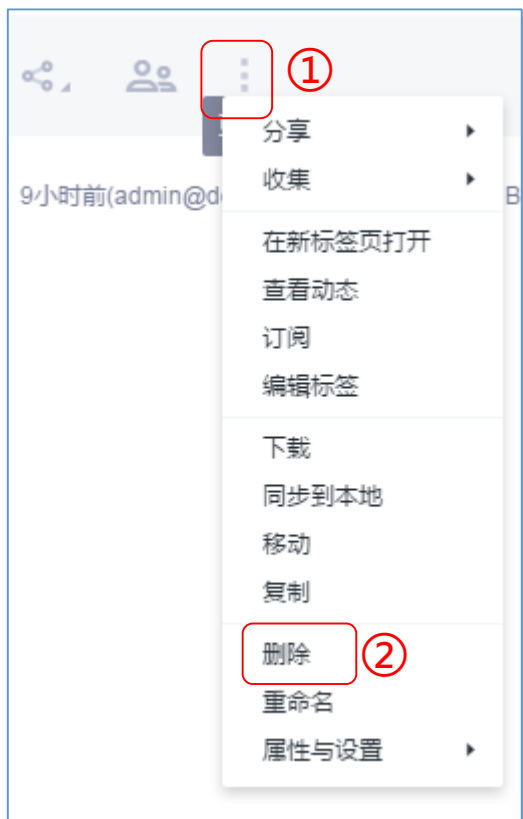 ①
分享
收集
9小时前(admin@d
B
在新标签页打开
查看动态
订阅
编辑标签
下载
同步到本地
移动
复制
删除 ②
重命名
属性与设置